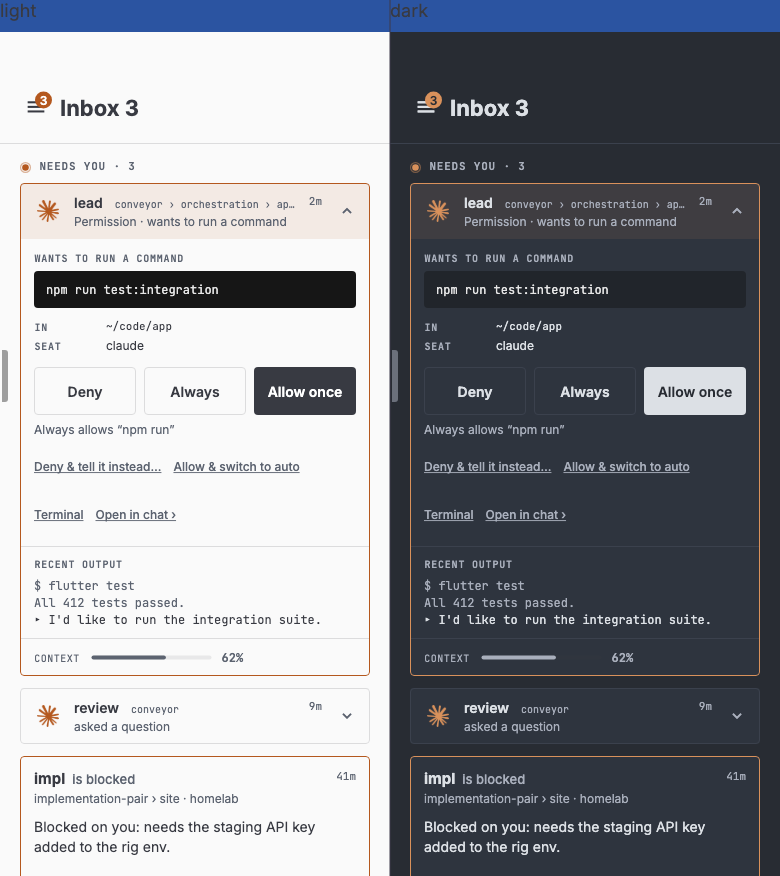 light
3
Inbox 3
NEEDS YOU · 3
lead conveyor › orchestration › ap… 2m
Permission · wants to run a command
WANTS TO RUN A COMMAND
npm run test:integration
IN ~/code/app
SEAT claude
Deny Always Allow once
Always allows “npm run”
Deny & tell it instead… Allow & switch to auto
Terminal Open in chat ›
RECENT OUTPUT
$ flutter test
All 412 tests passed.
‣ I'd like to run the integration suite.
CONTEXT 62%
review conveyor 9m
asked a question
impl is blocked 41m
implementation-pair › site · homelab
Blocked on you: needs the staging API key
added to the rig env.
dark
3
Inbox 3
NEEDS YOU · 3
lead conveyor › orchestration › ap… 2m
Permission · wants to run a command
WANTS TO RUN A COMMAND
npm run test:integration
IN ~/code/app
SEAT claude
Deny Always Allow once
Always allows “npm run”
Deny & tell it instead… Allow & switch to auto
Terminal Open in chat ›
RECENT OUTPUT
$ flutter test
All 412 tests passed.
‣ I'd like to run the integration suite.
CONTEXT 62%
review conveyor 9m
asked a question
impl is blocked 41m
implementation-pair › site · homelab
Blocked on you: needs the staging API key
added to the rig env.